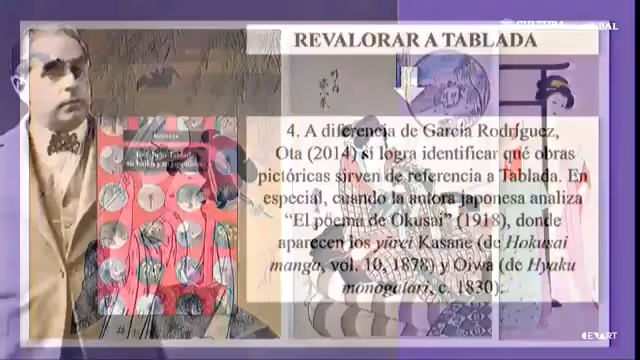 REVALORAR A TABLADA
4. A diferencia de García Rodríguez,
Ota (2014) sí logra identificar qué obras
pictóricas sirven de referencia a Tablada. En
especial, cuando la autora japonesa analiza
"El poema de Okusai" (1918), donde
aparecen los yūrei Kasane (de Hokusai
manga, vol. 10, 1878) y Oiwa (de Hyaku
monogatari, c. 1830).